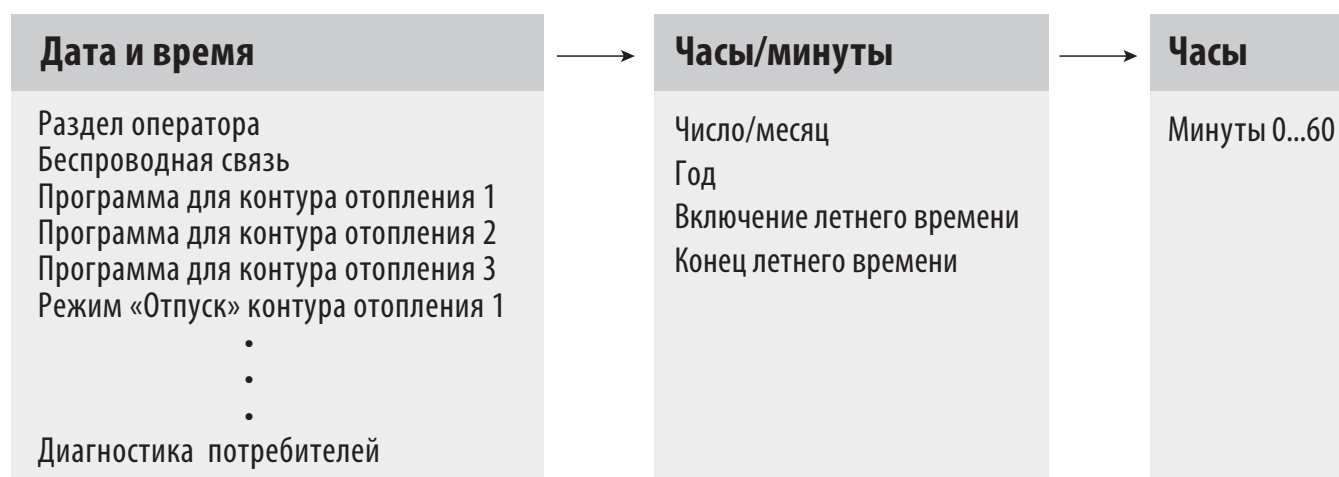 Дата и время
Раздел оператора
Беспроводная связь
Программа для контура отопления 1
Программа для контура отопления 2
Программа для контура отопления 3
Режим «Отпуск» контура отопления 1
•
•
•
Диагностика потребителей
Часы/минуты
Число/месяц
Год
Включение летнего времени
Конец летнего времени
Часы
Минуты 0...60